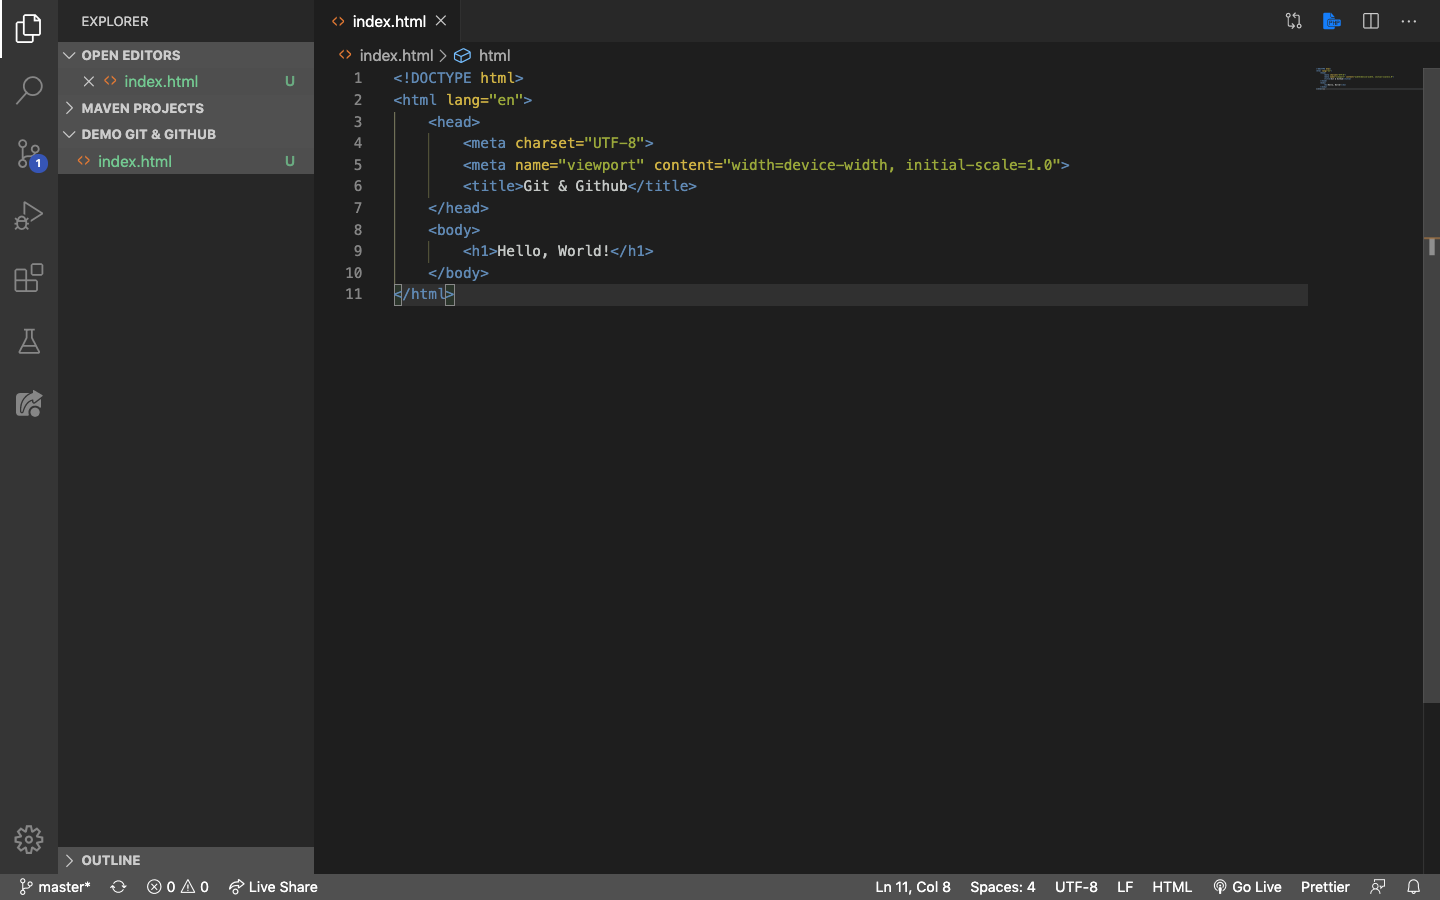 EXPLORER
OPEN EDITORS
index.html U
MAVEN PROJECTS
DEMO GIT & GITHUB
index.html U
OUTLINE
index.html
index.html > html
1 <!DOCTYPE html>
2 <html lang="en">
3 <head>
4 <meta charset="UTF-8">
5 <meta name="viewport" content="width=device-width, initial-scale=1.0">
6 <title>Git & Github</title>
7 </head>
8 <body>
9 <h1>Hello, World!</h1>
10 </body>
11 </html>
1
master* 0 0 Live Share Ln 11, Col 8 Spaces: 4 UTF-8 LF HTML Go Live Prettier